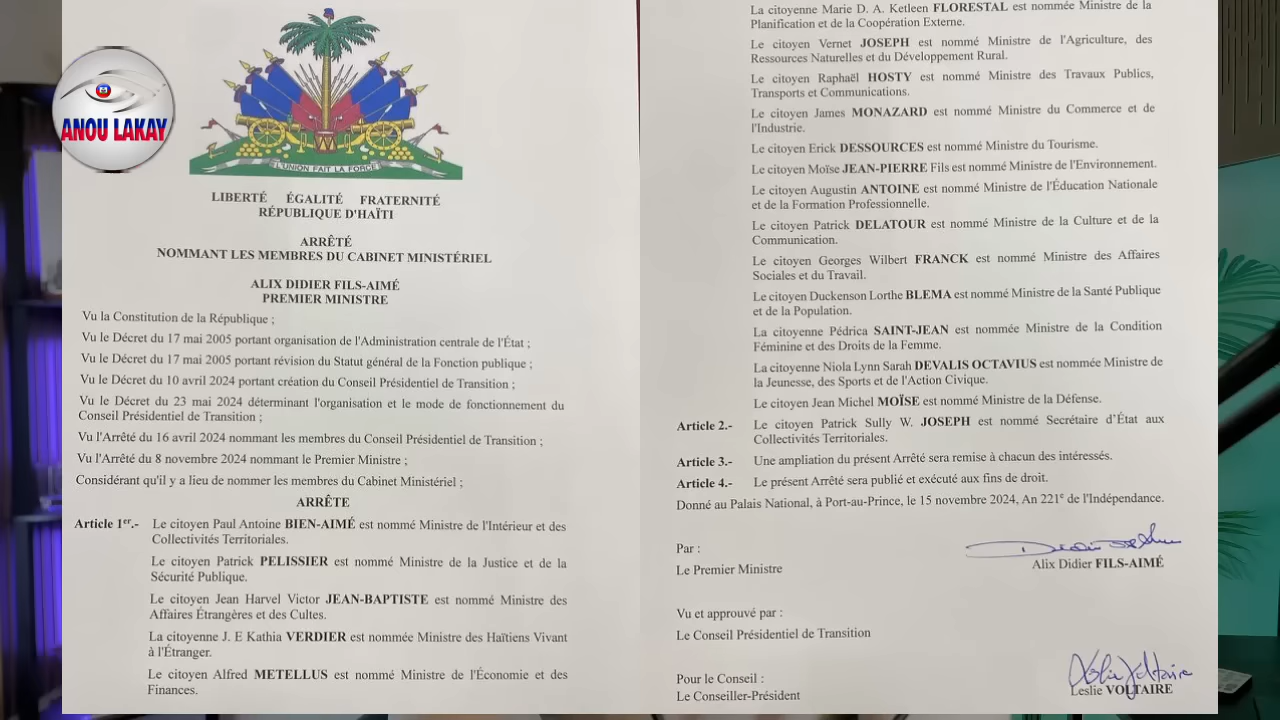 ANOU LAKAY
L'UNION FAIT LA FORCE
LIBERTÉ ÉGALITÉ FRATERNITÉ
RÉPUBLIQUE D'HAÏTI
ARRÊTÉ
NOMMANT LES MEMBRES DU CABINET MINISTÉRIEL
ALIX DIDIER FILS-AIMÉ
PREMIER MINISTRE
Vu la Constitution de la République ;
Vu le Décret du 17 mai 2005 portant organisation de l'Administration centrale de l'État ;
Vu le Décret du 17 mai 2005 portant révision du Statut général de la Fonction publique ;
Vu le Décret du 10 avril 2024 portant création du Conseil Présidentiel de Transition ;
Vu le Décret du 23 mai 2024 déterminant l'organisation et le mode de fonctionnement du
Conseil Présidentiel de Transition ;
Vu l'Arrêté du 16 avril 2024 nommant les membres du Conseil Présidentiel de Transition ;
Vu l'Arrêté du 8 novembre 2024 nommant le Premier Ministre ;
Considérant qu'il y a lieu de nommer les membres du Cabinet Ministériel ;
ARRÊTE
Article 1er.- Le citoyen Paul Antoine BIEN-AIMÉ est nommé Ministre de l'Intérieur et des
Collectivités Territoriales.
Le citoyen Patrick PELISSIER est nommé Ministre de la Justice et de la
Sécurité Publique.
Le citoyen Jean Harvel Victor JEAN-BAPTISTE est nommé Ministre des
Affaires Étrangères et des Cultes.
La citoyenne J. E Kathia VERDIER est nommée Ministre des Haïtiens Vivant
à l'Étranger.
Le citoyen Alfred METELLUS est nommé Ministre de l'Économie et des
Finances.
La citoyenne Marie D. A. Ketleen FLORESTAL est nommée Ministre de la
Planification et de la Coopération Externe.
Le citoyen Vernet JOSEPH est nommé Ministre de l'Agriculture, des
Ressources Naturelles et du Développement Rural.
Le citoyen Raphaël HOSTY est nommé Ministre des Travaux Publics,
Transports et Communications.
Le citoyen James MONAZARD est nommé Ministre du Commerce et de
l'Industrie.
Le citoyen Erick DESSOURCES est nommé Ministre du Tourisme.
Le citoyen Moïse JEAN-PIERRE Fils est nommé Ministre de l'Environnement.
Le citoyen Augustin ANTOINE est nommé Ministre de l'Éducation Nationale
et de la Formation Professionnelle.
Le citoyen Patrick DELATOUR est nommé Ministre de la Culture et de la
Communication.
Le citoyen Georges Wilbert FRANCK est nommé Ministre des Affaires
Sociales et du Travail.
Le citoyen Duckenson Lorthe BLEMA est nommé Ministre de la Santé Publique
et de la Population.
La citoyenne Pédrica SAINT-JEAN est nommée Ministre de la Condition
Féminine et des Droits de la Femme.
La citoyenne Niola Lynn Sarah DEVALIS OCTAVIUS est nommée Ministre de
la Jeunesse, des Sports et de l'Action Civique.
Le citoyen Jean Michel MOÏSE est nommé Ministre de la Défense.
Article 2.- Le citoyen Patrick Sully W. JOSEPH est nommé Secrétaire d'État aux
Collectivités Territoriales.
Article 3.- Une ampliation du présent Arrêté sera remise à chacun des intéressés.
Article 4.- Le présent Arrêté sera publié et exécuté aux fins de droit.
Donné au Palais National, à Port-au-Prince, le 15 novembre 2024, An 221e de l'Indépendance.
Par :
Le Premier Ministre
Alix Didier FILS-AIMÉ
Vu et approuvé par :
Le Conseil Présidentiel de Transition
Pour le Conseil :
Le Conseiller-Président
Leslie VOLTAIRE